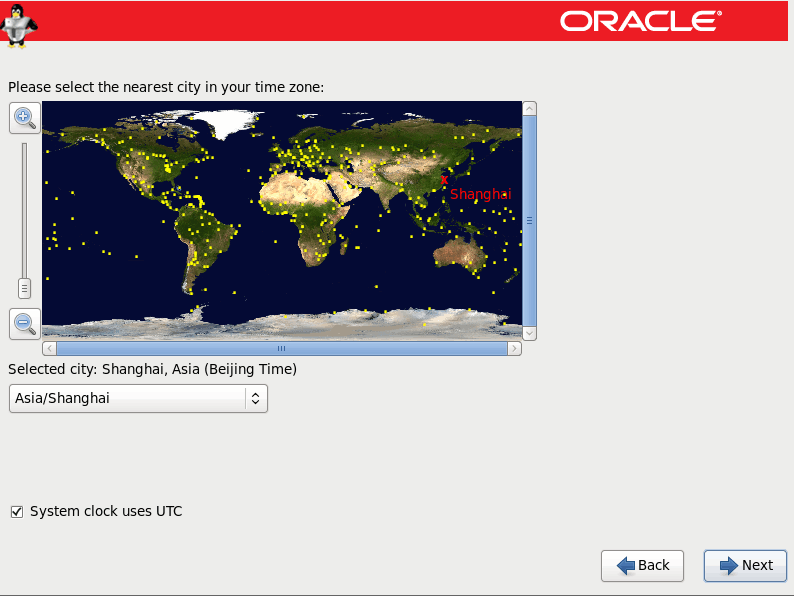 ORACLE®
Please select the nearest city in your time zone:
Shanghai
Selected city: Shanghai, Asia (Beijing Time)
Asia/Shanghai
System clock uses UTC
Back
Next